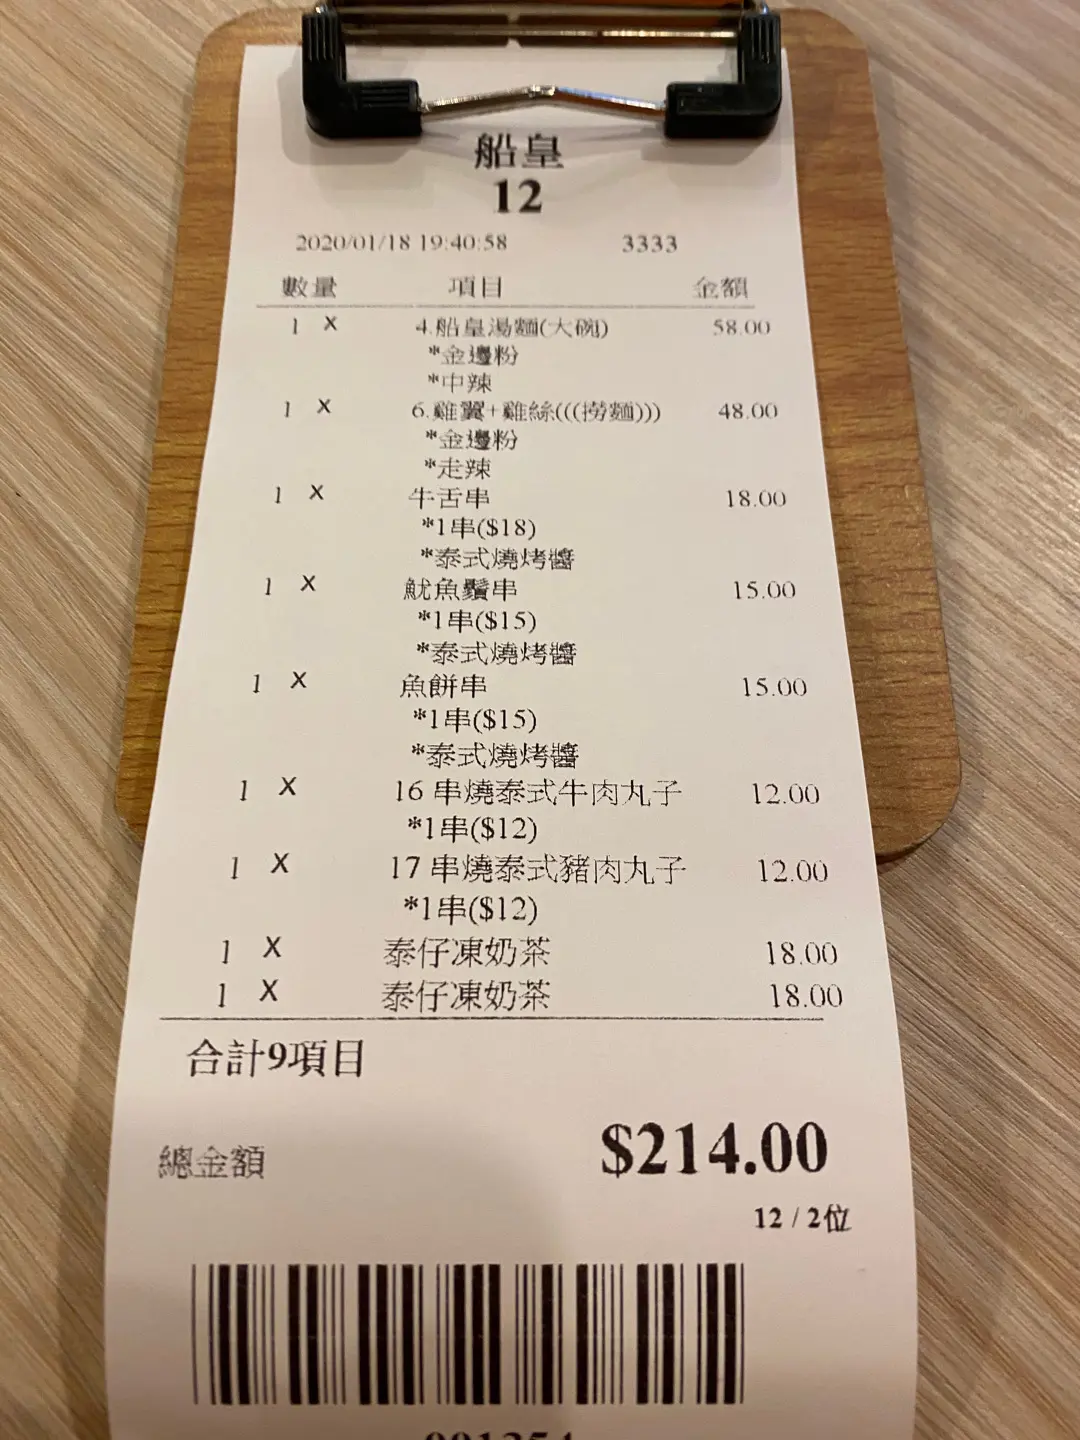 船皇
12
2020/01/18 19:40:58 3333
數量 項目 金額
1 X 4.船皇湯麵(大碗) 58.00
*金邊粉
*中辣
1 X 6.雞翼+雞絲(((撈麵))) 48.00
*金邊粉
*走辣
1 X 牛舌串 18.00
*1串($18)
*泰式燒烤醬
1 X 魷魚鬚串 15.00
*1串($15)
*泰式燒烤醬
1 X 魚餅串 15.00
*1串($15)
*泰式燒烤醬
1 X 16 串燒泰式牛肉丸子 12.00
*1串($12)
1 X 17 串燒泰式豬肉丸子 12.00
*1串($12)
1 X 泰仔凍奶茶 18.00
1 X 泰仔凍奶茶 18.00
合計9項目
總金額 $214.00
12 / 2位